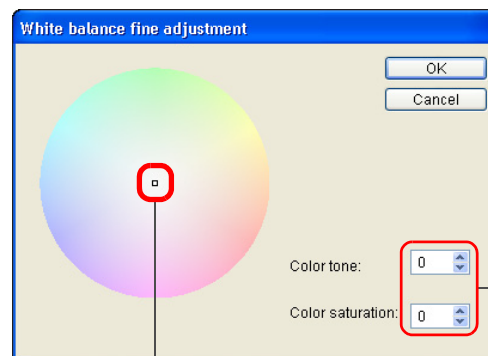 White balance fine adjustment
OK
Cancel
Color tone: 0
Color saturation: 0